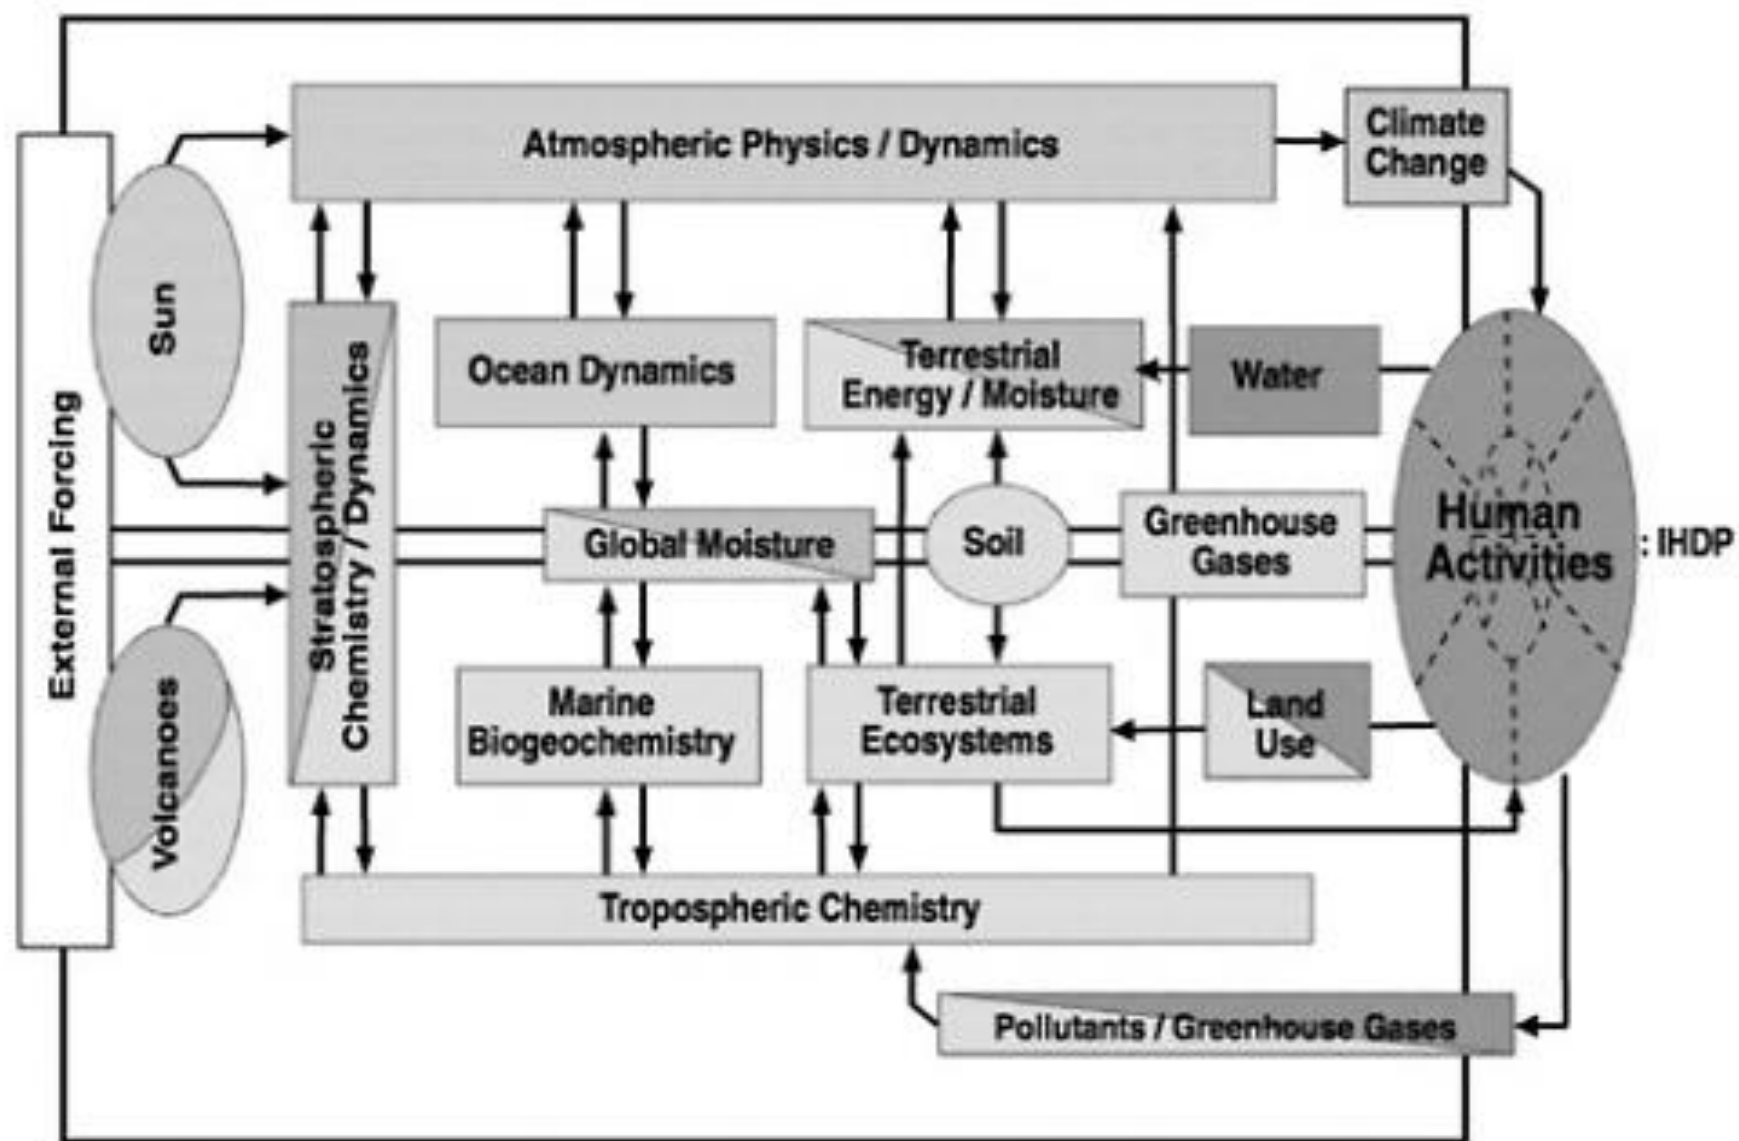 Atmospheric Physics / Dynamics
Climate
Change
External Forcing
Sun
Stratospheric
Chemistry / Dynamics
Ocean Dynamics
Terrestrial
Energy / Moisture
Water
Global Moisture
Soil
Greenhouse
Gases
Human
Activities
: IHDP
Volcanoes
Marine
Biogeochemistry
Terrestrial
Ecosystems
Land
Use
Tropospheric Chemistry
Pollutants / Greenhouse Gases